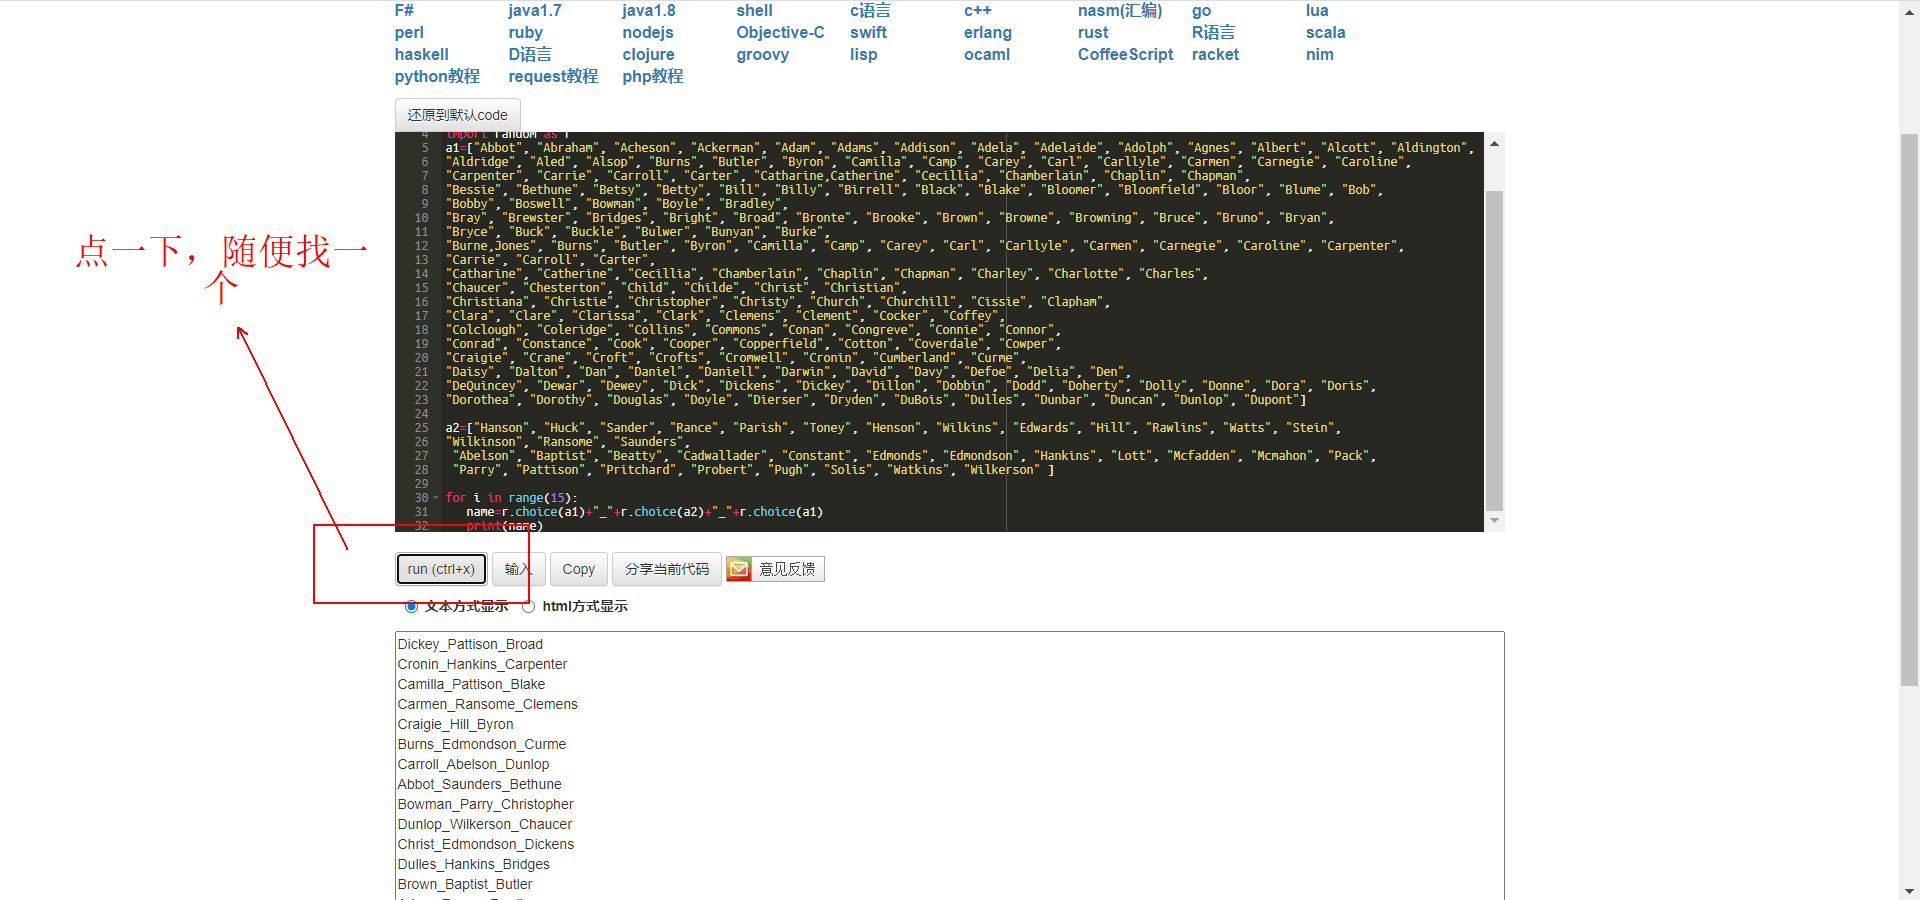 F# java1.7 java1.8 shell c语言 c++ nasm(汇编) go lua
perl ruby nodejs Objective-C swift erlang rust R语言 scala
haskell D语言 clojure groovy lisp ocaml CoffeeScript racket nim
python教程 request教程 php教程
还原到默认code
4 import random as r
5 a1=["Abbot", "Abraham", "Acheson", "Ackerman", "Adam", "Adams", "Addison", "Adela", "Adelaide", "Adolph", "Agnes", "Albert", "Alcott", "Aldington",
6 "Aldridge", "Aled", "Alsop", "Burns", "Butler", "Byron", "Camilla", "Camp", "Carey", "Carl", "Carllyle", "Carmen", "Carnegie", "Caroline",
7 "Carpenter", "Carrie", "Carroll", "Carter", "Catharine,Catherine", "Cecillia", "Chamberlain", "Chaplin", "Chapman",
8 "Bessie", "Bethune", "Betsy", "Betty", "Bill", "Billy", "Birrell", "Black", "Blake", "Bloomer", "Bloomfield", "Bloor", "Blume", "Bob",
9 "Bobby", "Boswell", "Bowman", "Boyle", "Bradley",
10 "Bray", "Brewster", "Bridges", "Bright", "Broad", "Bronte", "Brooke", "Brown", "Browne", "Browning", "Bruce", "Bruno", "Bryan",
11 "Bryce", "Buck", "Buckle", "Bulwer", "Bunyan", "Burke",
12 "Burne,Jones", "Burns", "Butler", "Byron", "Camilla", "Camp", "Carey", "Carl", "Carllyle", "Carmen", "Carnegie", "Caroline", "Carpenter",
13 "Carrie", "Carroll", "Carter",
14 "Catharine", "Catherine", "Cecillia", "Chamberlain", "Chaplin", "Chapman", "Charley", "Charlotte", "Charles",
15 "Chaucer", "Chesterton", "Child", "Childe", "Christ", "Christian",
16 "Christiana", "Christie", "Christopher", "Christy", "Church", "Churchill", "Cissie", "Clapham",
17 "Clara", "Clare", "Clarissa", "Clark", "Clemens", "Clement", "Cocker", "Coffey",
18 "Colclough", "Coleridge", "Collins", "Commons", "Conan", "Congreve", "Connie", "Connor",
19 "Conrad", "Constance", "Cook", "Cooper", "Copperfield", "Cotton", "Coverdale", "Cowper",
20 "Craigie", "Crane", "Croft", "Crofts", "Cromwell", "Cronin", "Cumberland", "Curme",
21 "Daisy", "Dalton", "Dan", "Daniel", "Daniell", "Darwin", "David", "Davy", "Defoe", "Delia", "Den",
22 "DeQuincey", "Dewar", "Dewey", "Dick", "Dickens", "Dickey", "Dillon", "Dobbin", "Dodd", "Doherty", "Dolly", "Donne", "Dora", "Doris",
23 "Dorothea", "Dorothy", "Douglas", "Doyle", "Dierser", "Dryden", "DuBois", "Dulles", "Dunbar", "Duncan", "Dunlop", "Dupont"]
24
25 a2=["Hanson", "Huck", "Sander", "Rance", "Parish", "Toney", "Henson", "Wilkins", "Edwards", "Hill", "Rawlins", "Watts", "Stein",
26 "Wilkinson", "Ransome", "Saunders",
27 "Abelson", "Baptist", "Beatty", "Cadwallader", "Constant", "Edmonds", "Edmondson", "Hankins", "Lott", "Mcfadden", "Mcmahon", "Pack",
28 "Parry", "Pattison", "Pritchard", "Probert", "Pugh", "Solis", "Watkins", "Wilkerson" ]
29
30 for i in range(15):
31 name=r.choice(a1)+"_"+r.choice(a2)+"_"+r.choice(a1)
32 print(name)
点一下，随便找一
个
run (ctrl+x) 输入 Copy 分享当前代码 意见反馈
文本方式显示 html方式显示
Dickey_Pattison_Broad
Cronin_Hankins_Carpenter
Camilla_Pattison_Blake
Carmen_Ransome_Clemens
Craigie_Hill_Byron
Burns_Edmondson_Curme
Carroll_Abelson_Dunlop
Abbot_Saunders_Bethune
Bowman_Parry_Christopher
Dunlop_Wilkerson_Chaucer
Christ_Edmondson_Dickens
Dulles_Hankins_Bridges
Brown_Baptist_Butler